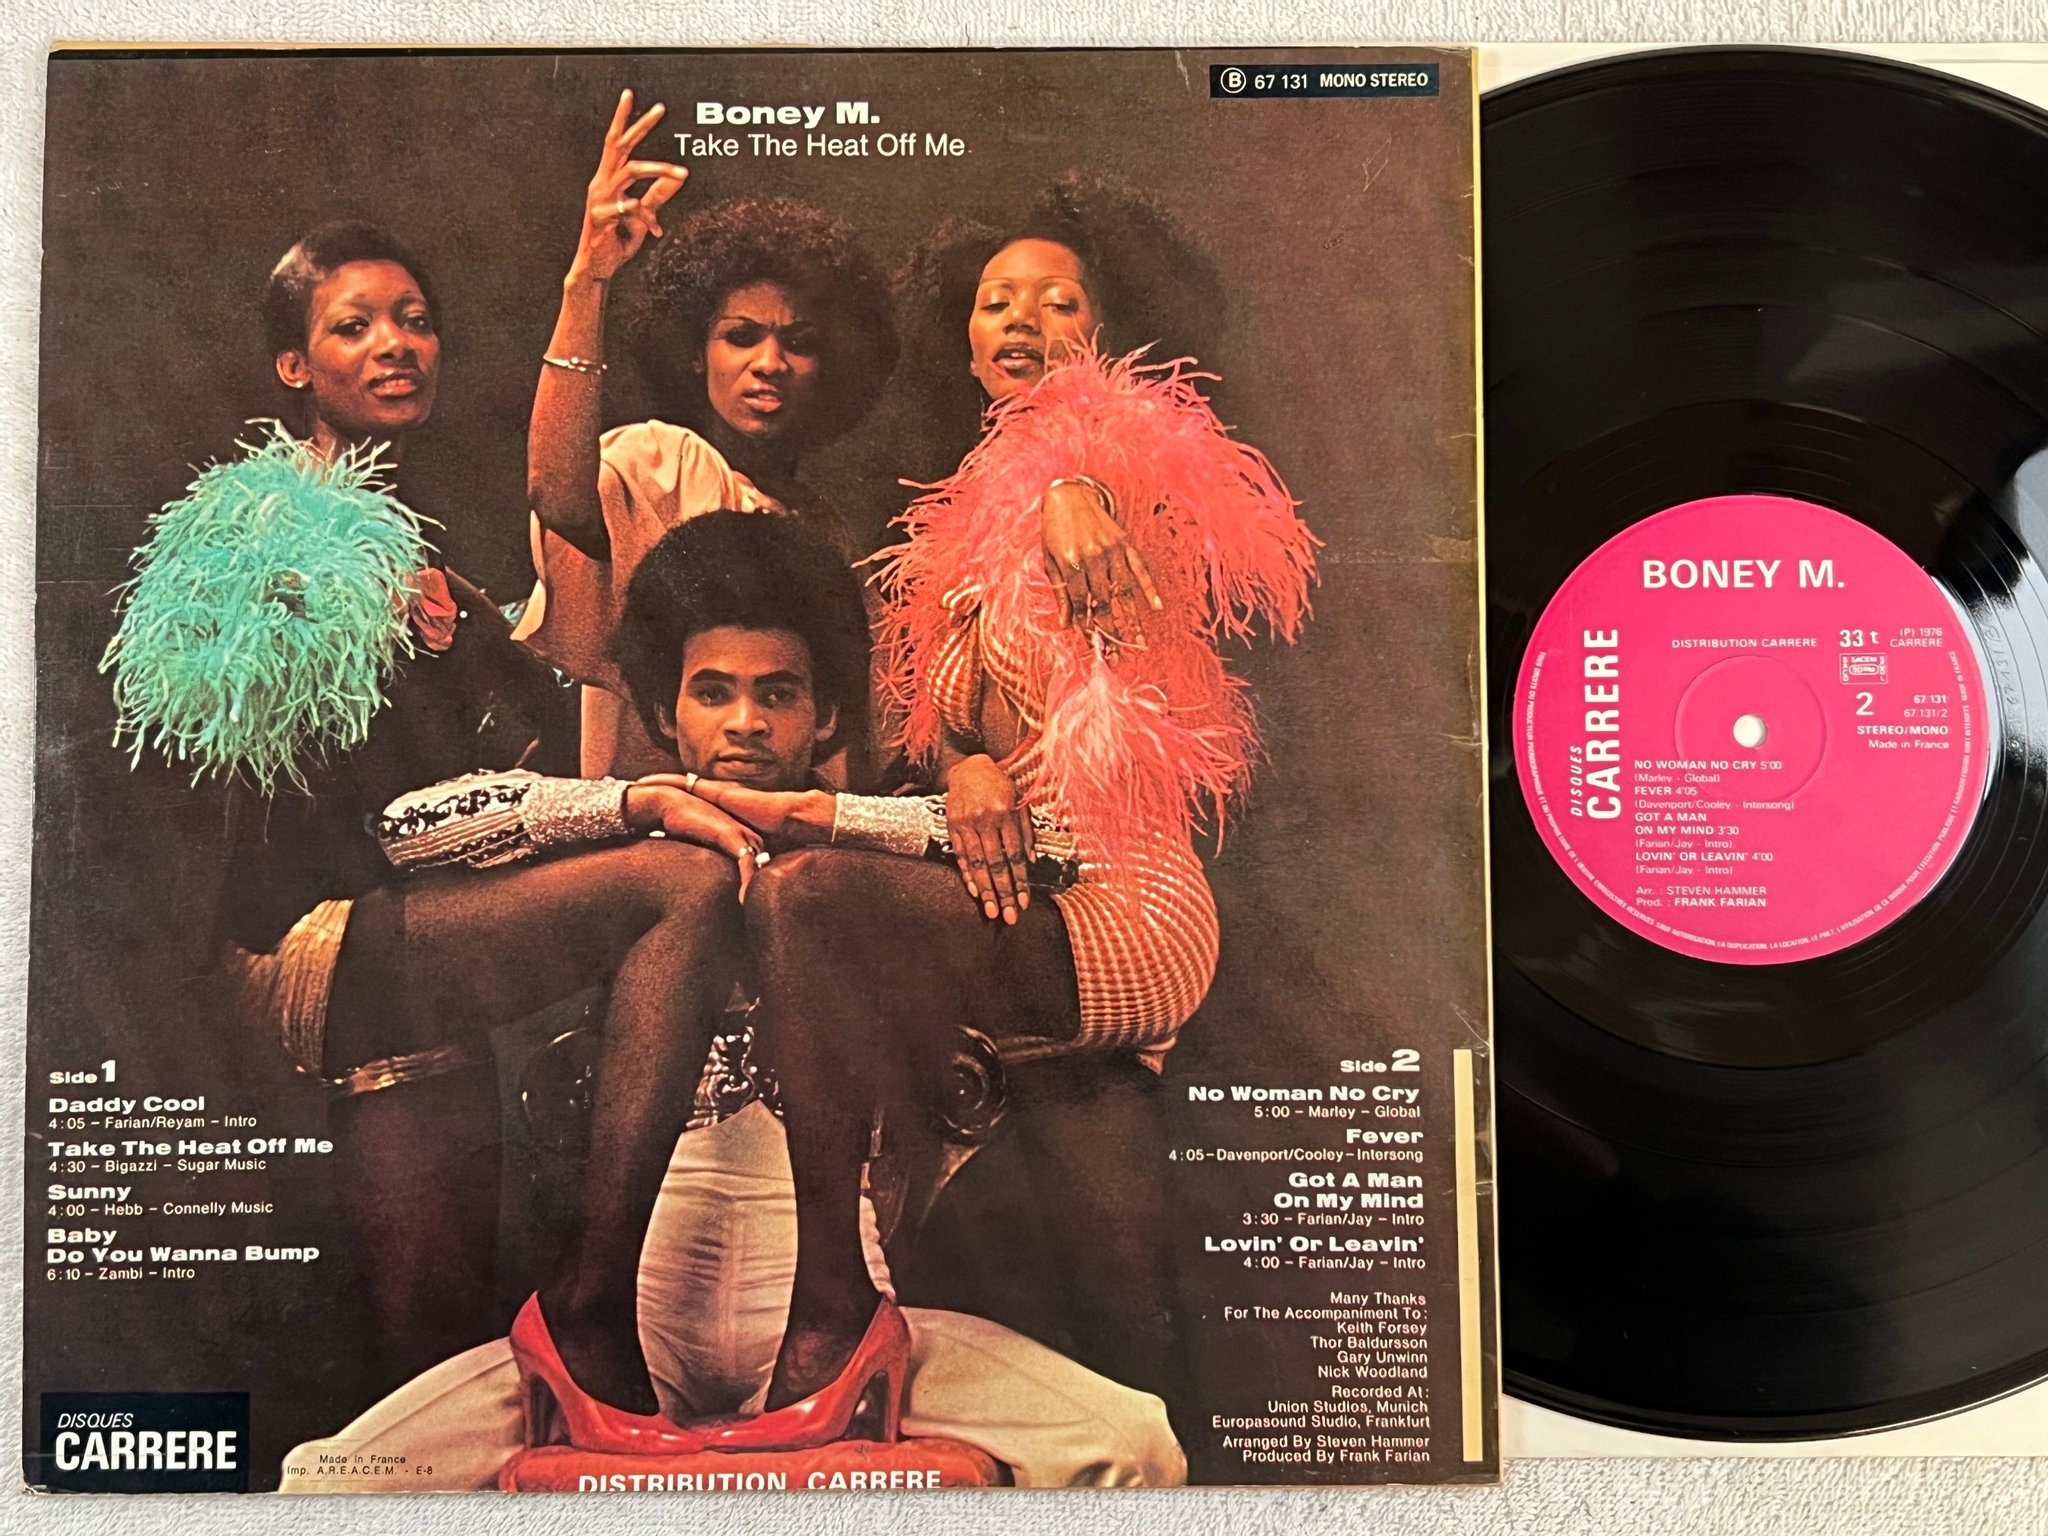 Ⓑ 67 131 MONO STEREO
Boney M.
Take The Heat Off Me
Side 1
Daddy Cool
4:05 – Farian/Reyam – Intro
Take The Heat Off Me
4:30 – Bigazzi – Sugar Music
Sunny
4:00 – Hebb – Connelly Music
Baby
Do You Wanna Bump
6:10 – Zambi – Intro
Side 2
No Woman No Cry
5:00 – Marley – Global
Fever
4:05–Davenport/Cooley–Intersong
Got A Man
On My Mind
3:30 – Farian/Jay – Intro
Lovin' Or Leavin'
4:00 – Farian/Jay – Intro
Many Thanks
For The Accompaniment To:
Keith Forsey
Thor Baldursson
Gary Unwinn
Nick Woodland
Recorded At:
Union Studios, Munich
Europasound Studio, Frankfurt
Arranged By Steven Hammer
Produced By Frank Farian
DISQUES
CARRERE
Made In France
Imp. A.R.E.A.C.E.M. - E-8
DISTRIBUTION CARRERE
BONEY M.
DISQUES
CARRERE
DISTRIBUTION CARRERE
33 t
(P) 1976
CARRERE
SACEM
2
67.131
67.131/2
STEREO/MONO
Made in France
NO WOMAN NO CRY 5'00
(Marley - Global)
FEVER 4'05
(Davenport/Cooley - Intersong)
GOT A MAN
ON MY MIND 3'30
(Farian/Jay - Intro)
LOVIN' OR LEAVIN' 4'00
(Farian/Jay - Intro)
Arr. : STEVEN HAMMER
Prod. : FRANK FARIAN